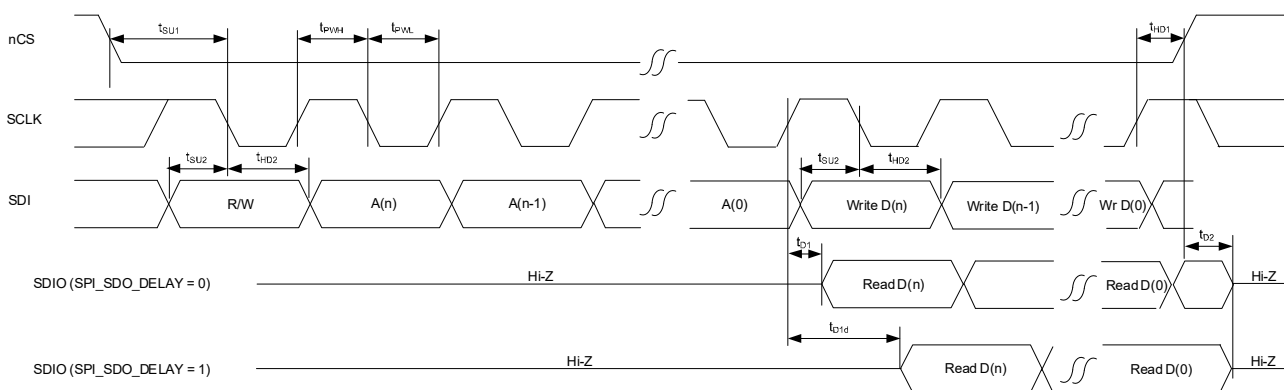 nCS
tSU1
tPWH
tPWL
tHD1
SCLK
tSU2
tHD2
tSU2
tHD2
SDI
R/W
A(n)
A(n-1)
A(0)
Write D(n)
Write D(n-1)
Wr D(0)
tD1
tD2
SDIO (SPI_SDO_DELAY = 0)
Hi-Z
Read D(n)
Read D(0)
Hi-Z
tD1d
SDIO (SPI_SDO_DELAY = 1)
Hi-Z
Read D(n)
Read D(0)
Hi-Z